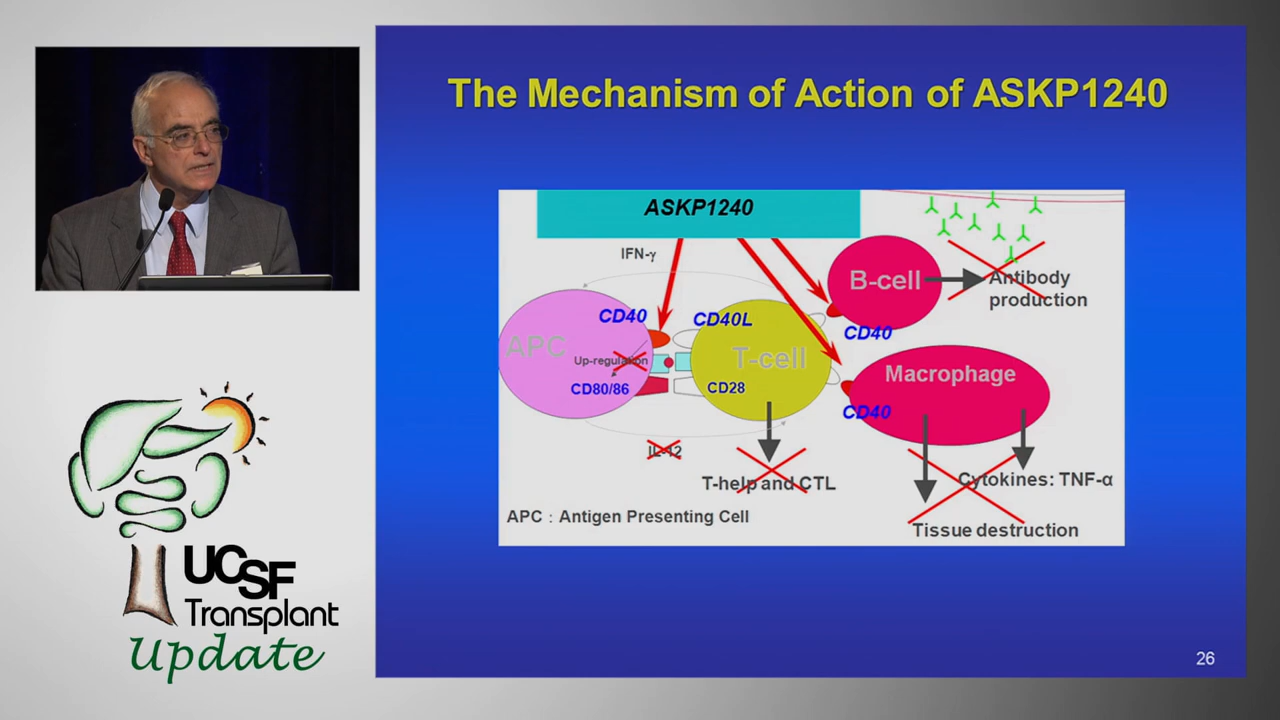 The Mechanism of Action of ASKP1240
ASKP1240
IFN-γ
B-cell
Antibody
production
CD40
CD40L
CD40
APC
Up-regulation
T-cell
CD80/86
CD28
Macrophage
CD40
IL-12
T-help and CTL
Cytokines: TNF-α
APC : Antigen Presenting Cell
Tissue destruction
UCSF
Transplant
Update
26